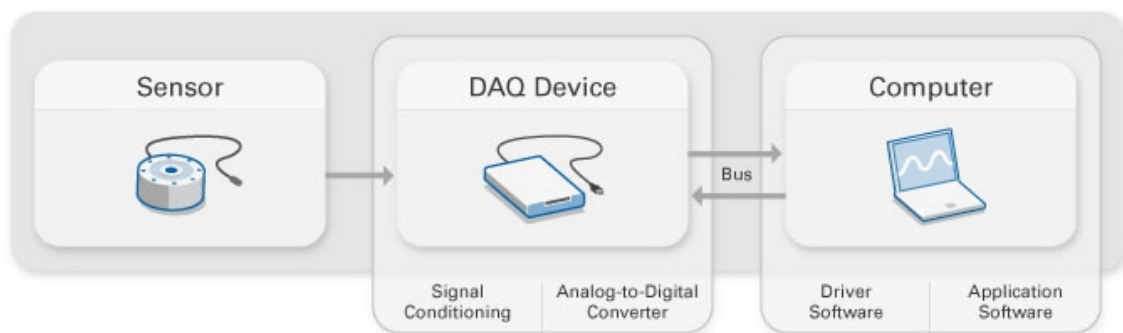 Sensor
DAQ Device
Computer
Bus
Signal
Conditioning
Analog-to-Digital
Converter
Driver
Software
Application
Software